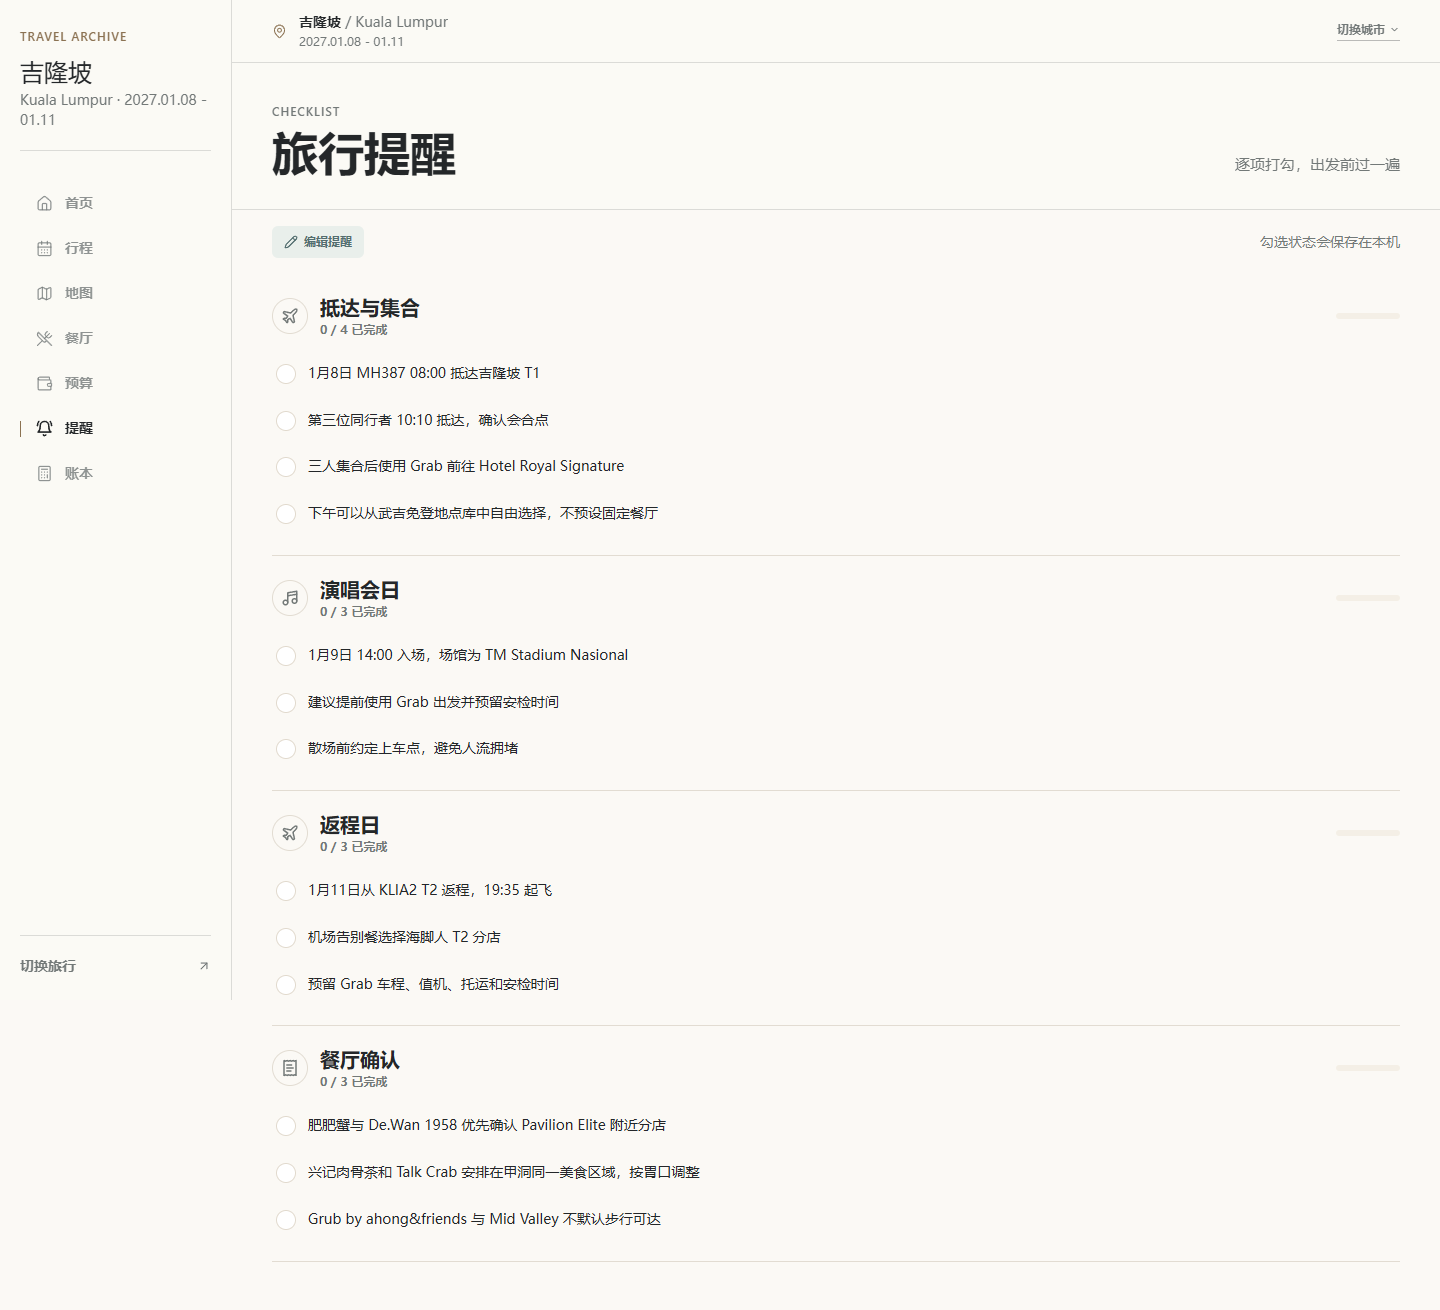 TRAVEL ARCHIVE
吉隆坡
Kuala Lumpur · 2027.01.08 -
01.11
首页
行程
地图
餐厅
预算
提醒
账本
切换旅行
吉隆坡 / Kuala Lumpur
2027.01.08 - 01.11
切换城市
CHECKLIST
旅行提醒
逐项打勾，出发前过一遍
编辑提醒
勾选状态会保存在本机
抵达与集合
0 / 4 已完成
1月8日 MH387 08:00 抵达吉隆坡 T1
第三位同行者 10:10 抵达，确认会合点
三人集合后使用 Grab 前往 Hotel Royal Signature
下午可以从武吉免登地点库中自由选择，不预设固定餐厅
演唱会日
0 / 3 已完成
1月9日 14:00 入场，场馆为 TM Stadium Nasional
建议提前使用 Grab 出发并预留安检时间
散场前约定上车点，避免人流拥堵
返程日
0 / 3 已完成
1月11日从 KLIA2 T2 返程，19:35 起飞
机场告别餐选择海脚人 T2 分店
预留 Grab 车程、值机、托运和安检时间
餐厅确认
0 / 3 已完成
肥肥蟹与 De.Wan 1958 优先确认 Pavilion Elite 附近分店
兴记肉骨茶和 Talk Crab 安排在甲洞同一美食区域，按胃口调整
Grub by ahong&friends 与 Mid Valley 不默认步行可达